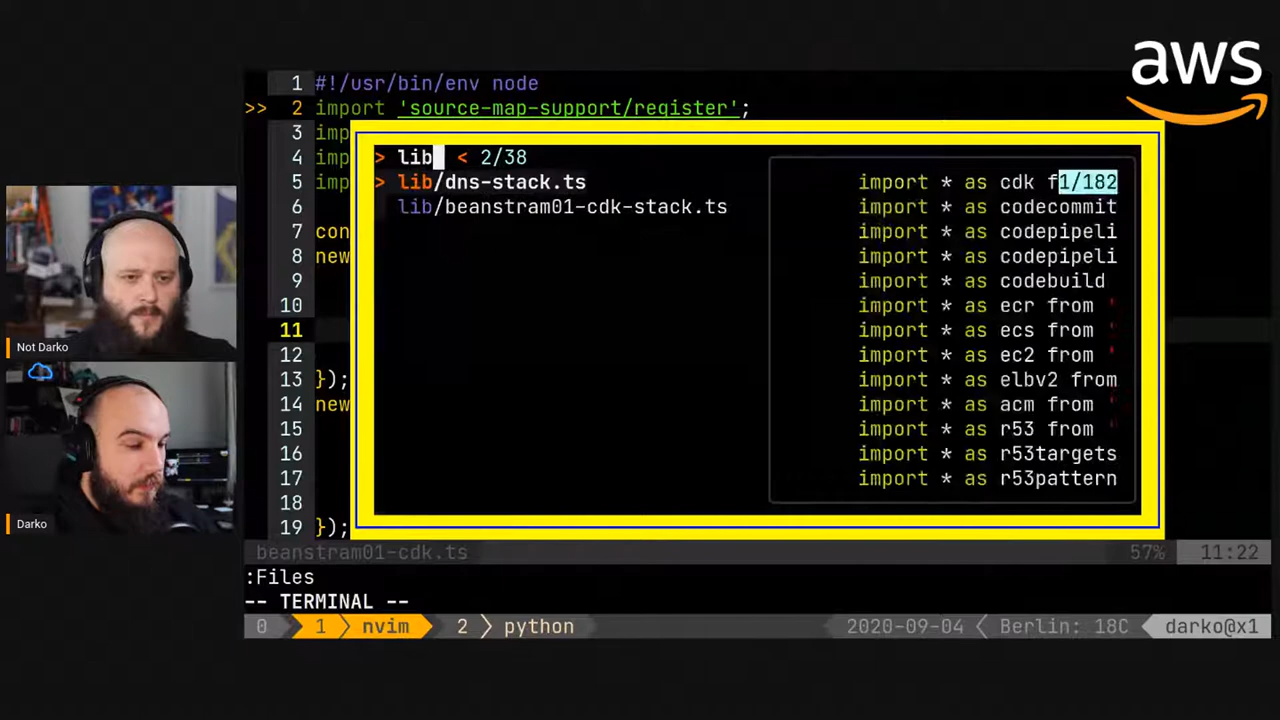 aws
1 #!/usr/bin/env node
>> 2 import 'source-map-support/register';
3 imp
4 imp
5 imp
6
7 con
8 new
9
10
11
12
13 });
14 new
15
16
17
18
19 });
> lib < 2/38
> lib/dns-stack.ts
lib/beanstram01-cdk-stack.ts
import * as cdk f1/182
import * as codecommit
import * as codepipeli
import * as codepipeli
import * as codebuild
import * as ecr from '
import * as ecs from '
import * as ec2 from '
import * as elbv2 from
import * as acm from '
import * as r53 from '
import * as r53targets
import * as r53pattern
Not Darko
Darko
beanstram01-cdk.ts 57% 11:22
:Files
-- TERMINAL --
0 1 nvim 2 python 2020-09-04 Berlin: 18C darko@x1